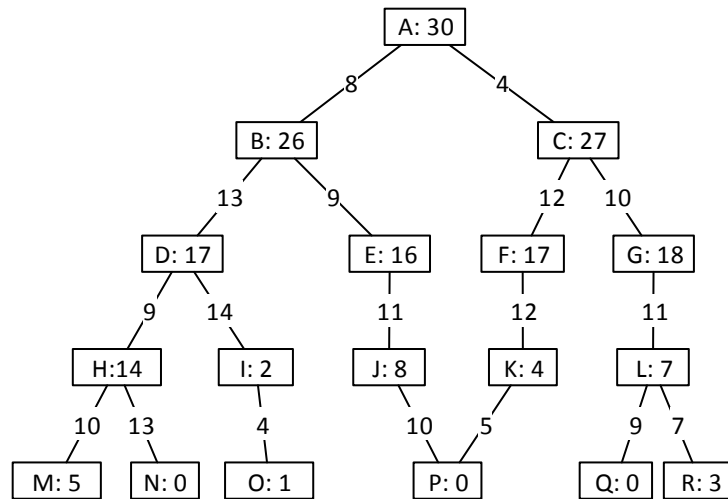 A: 30
8 4
B: 26 C: 27
13 9 12 10
D: 17 E: 16 F: 17 G: 18
9 14 11 12 11
H:14 I: 2 J: 8 K: 4 L: 7
10 13 4 10 5 9 7
M: 5 N: 0 O: 1 P: 0 Q: 0 R: 3